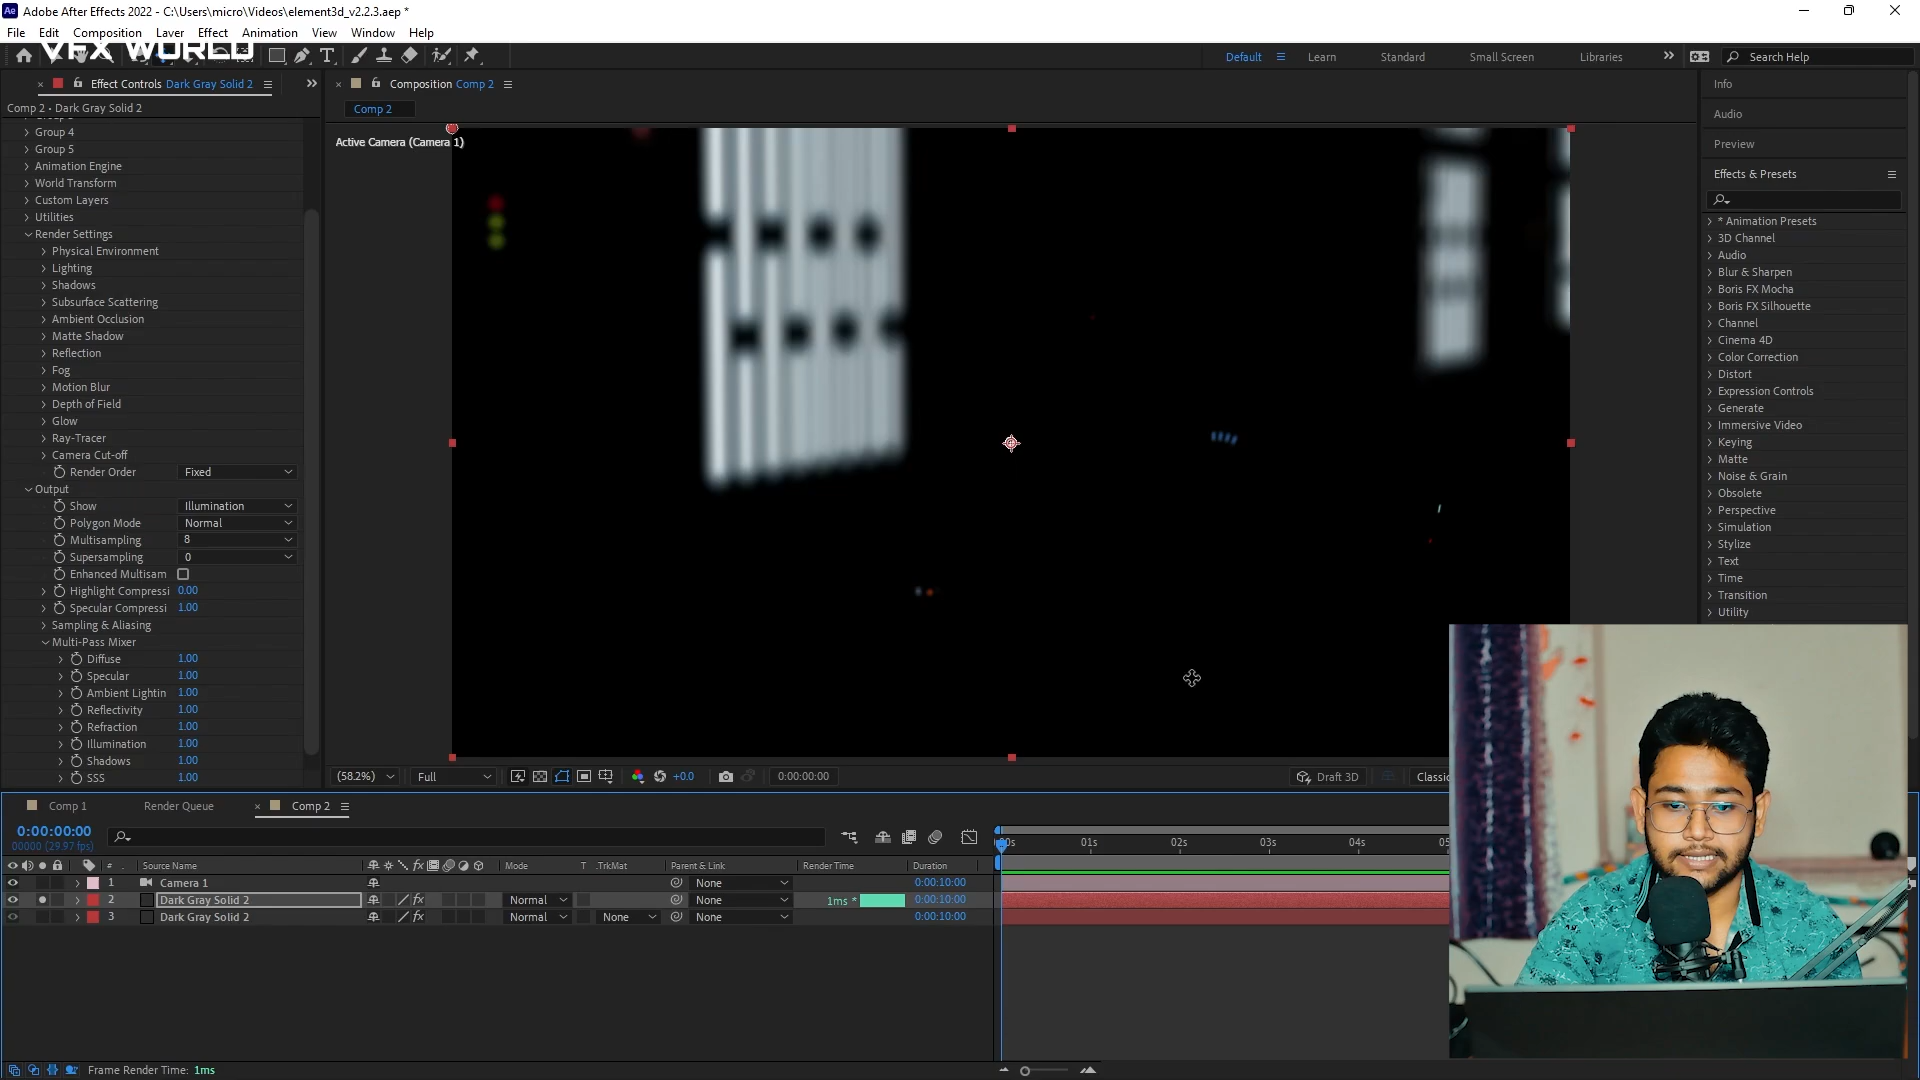 Adobe After Effects 2022 - C:\Users\micro\Videos\element3d_v2.2.3.aep *
File Edit Composition Layer Effect Animation View Window Help
VFX WORLD
Default Learn Standard Small Screen Libraries Search Help
Effect Controls Dark Gray Solid 2
Composition Comp 2
Comp 2 • Dark Gray Solid 2
Comp 2
Active Camera (Camera 1)
Group 4
Group 5
Animation Engine
World Transform
Custom Layers
Utilities
Render Settings
Physical Environment
Lighting
Shadows
Subsurface Scattering
Ambient Occlusion
Matte Shadow
Reflection
Fog
Motion Blur
Depth of Field
Glow
Ray-Tracer
Camera Cut-off
Render Order Fixed
Output
Show Illumination
Polygon Mode Normal
Multisampling 8
Supersampling 0
Enhanced Multisam
Highlight Compressi 0.00
Specular Compressi 1.00
Sampling & Aliasing
Multi-Pass Mixer
Diffuse 1.00
Specular 1.00
Ambient Lightin 1.00
Reflectivity 1.00
Refraction 1.00
Illumination 1.00
Shadows 1.00
SSS 1.00
(58.2%) Full +0.0 0:00:00:00 Draft 3D Classic
Info
Audio
Preview
Effects & Presets
* Animation Presets
3D Channel
Audio
Blur & Sharpen
Boris FX Mocha
Boris FX Silhouette
Channel
Cinema 4D
Color Correction
Distort
Expression Controls
Generate
Immersive Video
Keying
Matte
Noise & Grain
Obsolete
Perspective
Simulation
Stylize
Text
Time
Transition
Utility
Comp 1 Render Queue Comp 2
0:00:00:00
00000 (29.97 fps)
01s 02s 03s 04s
# Source Name Mode T .TrkMat Parent & Link Render Time Duration
1 Camera 1 None 0:00:10:00
2 Dark Gray Solid 2 Normal None 1ms * 0:00:10:00
3 Dark Gray Solid 2 Normal None None 0:00:10:00
Frame Render Time: 1ms